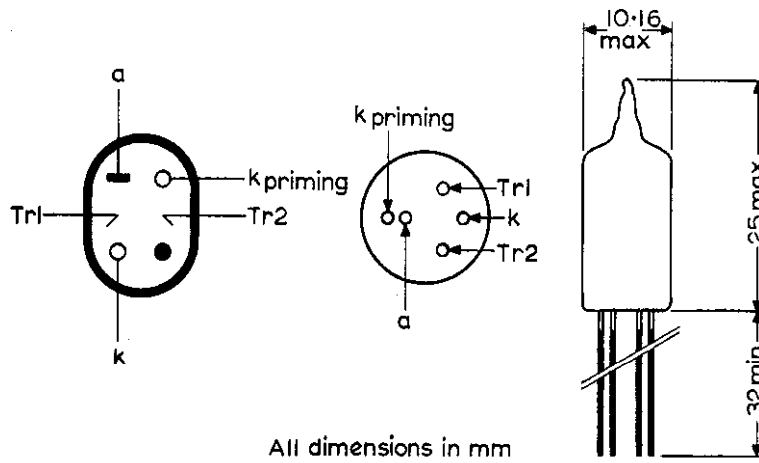 a
k priming
Tr1
Tr2
k
k priming
Tr1
k
Tr2
a
10·16
max
25 max
32 min
All dimensions in mm